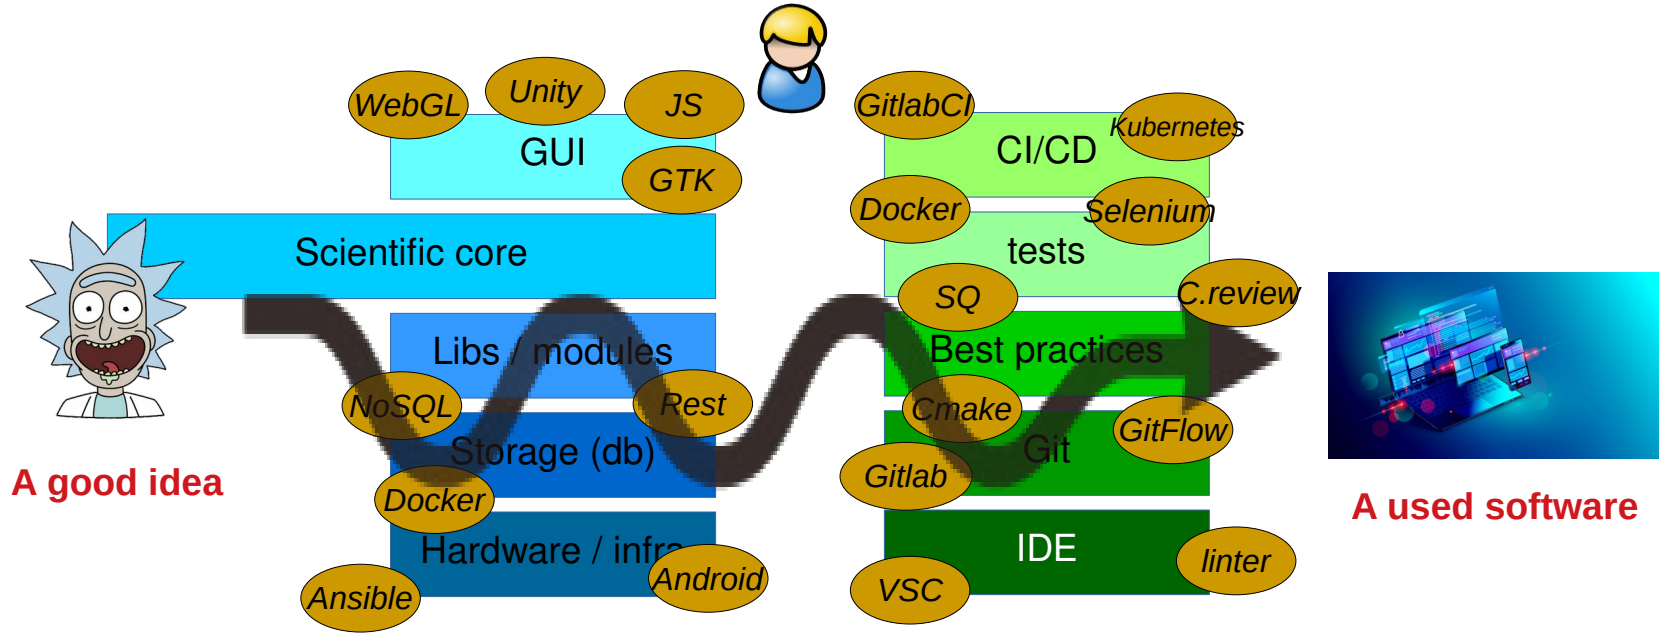 WebGL
Unity
JS
GUI
GTK
Scientific core
Libs / modules
NoSQL
Rest
Storage (db)
Docker
Hardware / infra
Ansible
Android
A good idea
GitlabCI
Kubernetes
CI/CD
Docker
Selenium
tests
SQ
C.review
Best practices
Cmake
GitFlow
Git
Gitlab
IDE
linter
VSC
A used software